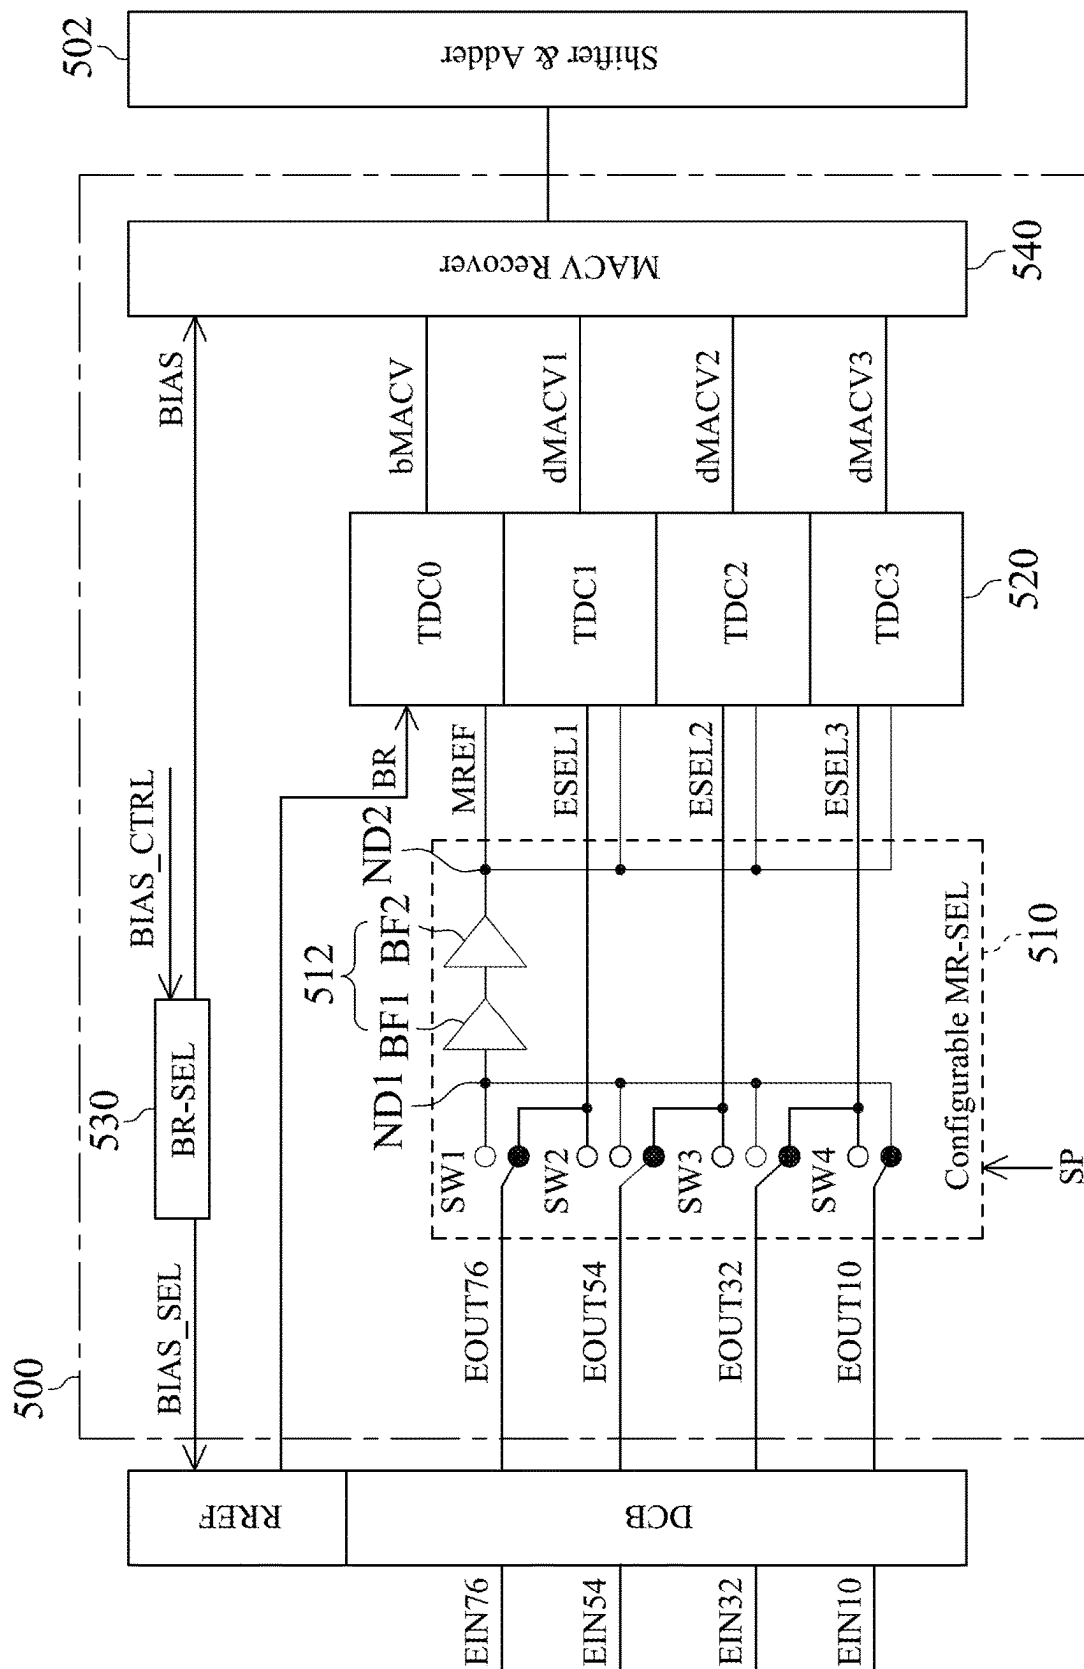 500
BIAS_SEL
530
BR-SEL
BIAS_CTRL
BIAS
502
Shifter & Adder
MACV Recover
540
RREF
DCB
EIN76
EIN54
EIN32
EIN10
EOUT76
EOUT54
EOUT32
EOUT10
SW1
SW2
SW3
SW4
ND1
512
BF1
BF2
ND2
Configurable MR-SEL
510
SP
BR
MREF
ESEL1
ESEL2
ESEL3
TDC0
TDC1
TDC2
TDC3
520
bMACV
dMACV1
dMACV2
dMACV3